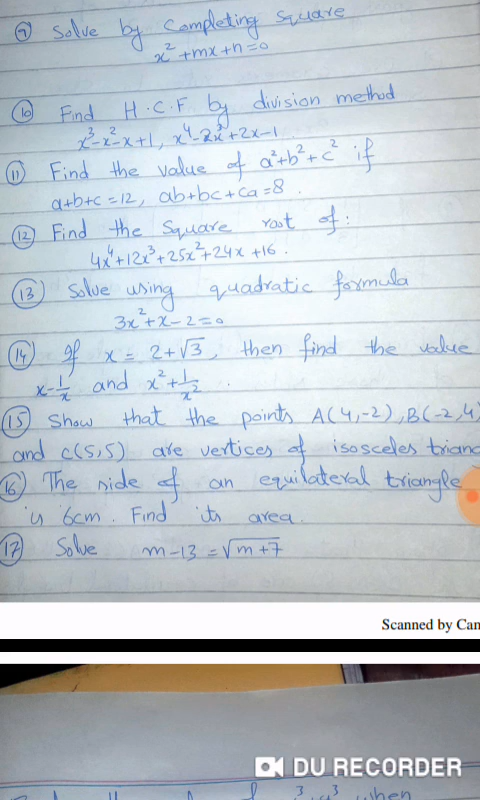 9 Solve by Completing Square
x²+mx+n=0
10 Find H.C.F by division method
x³-x²-x+1, x⁴-2x³+2x-1
11 Find the value of a²+b²+c² if
a+b+c=12, ab+bc+ca=8.
12 Find the Square root of:
4x⁴+12x³+25x²+24x+16.
13 Solve using quadratic formula
3x²+x-2=0
14 If x = 2+√3, then find the value
x-1/x and x²+1/x².
15 Show that the points A(4,-2), B(-2,4)
and C(5,5) are vertices of isosceles triang
16 The side of an equilateral triangle
is 6cm. Find its area.
17 Solve m-13=√m+7
Scanned by Cam
DU RECORDER
when